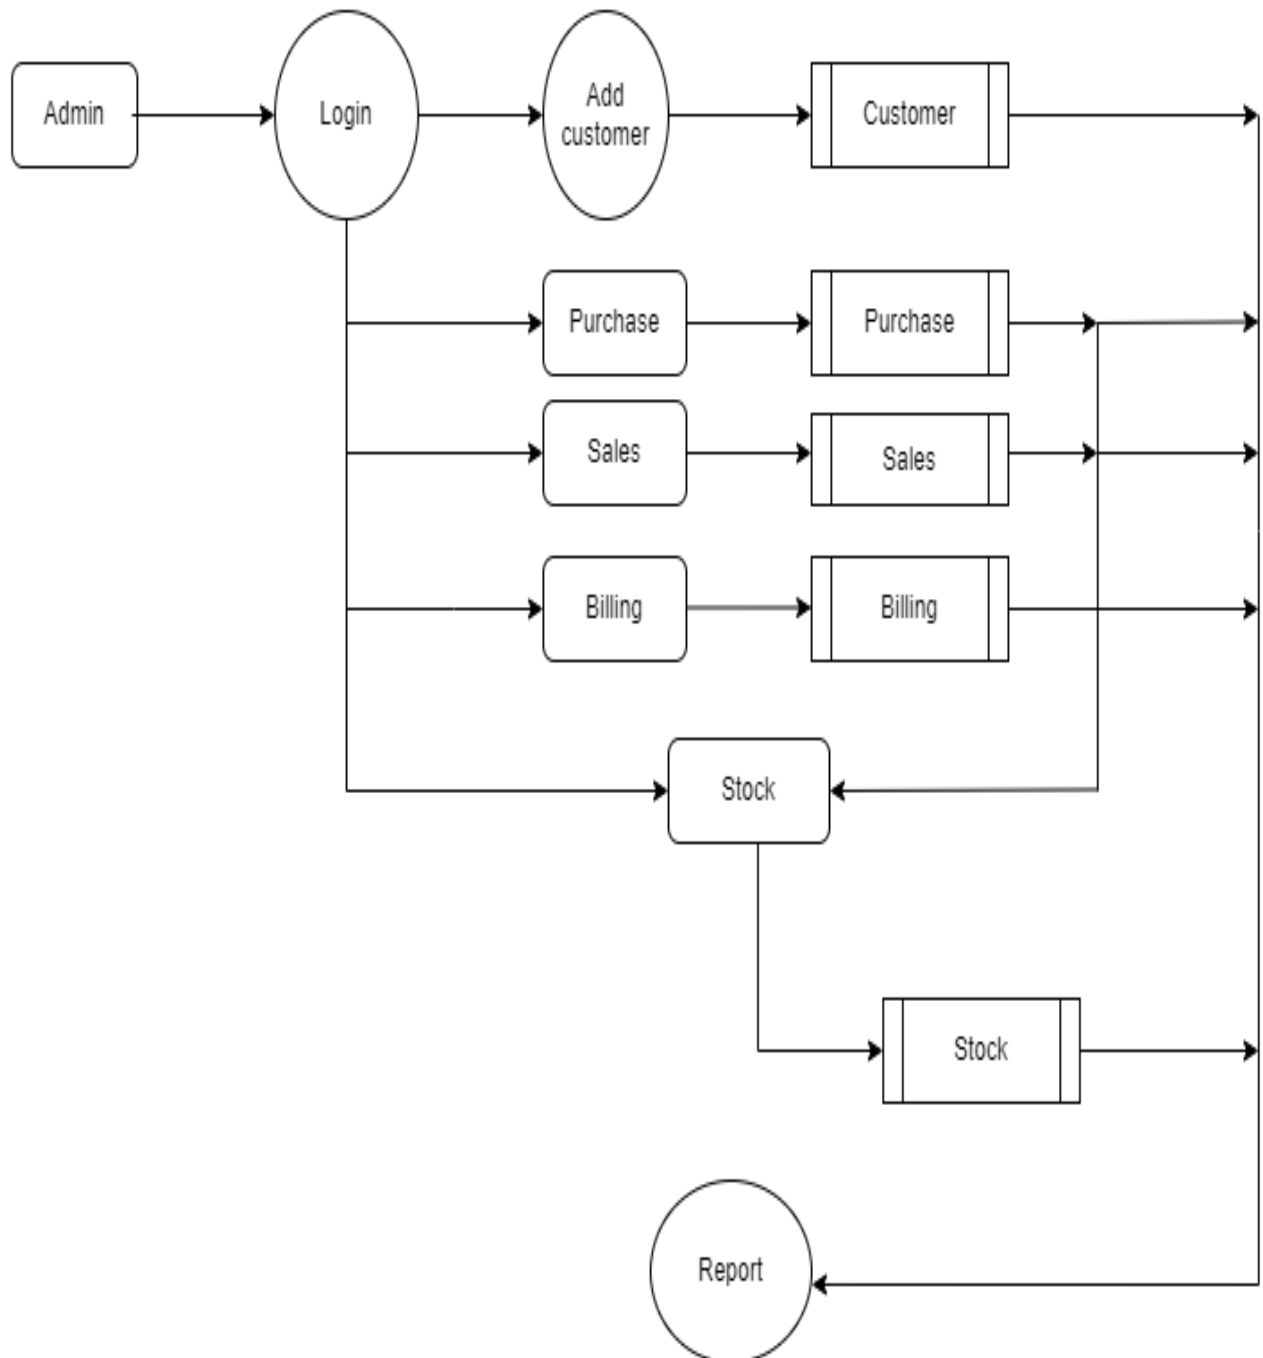 Admin
Login
Add
customer
Customer
Purchase
Purchase
Sales
Sales
Billing
Billing
Stock
Stock
Report